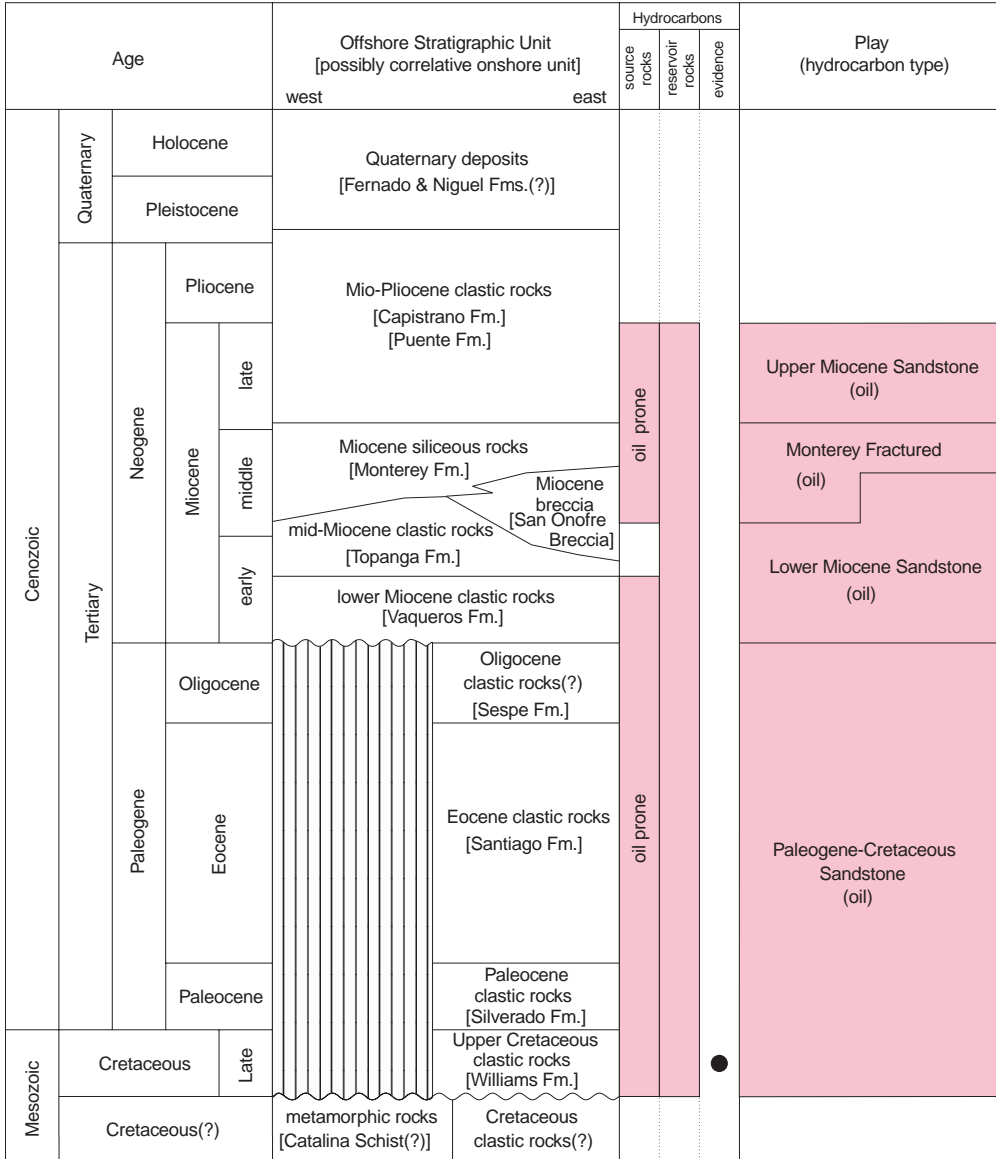 Age
Offshore Stratigraphic Unit
[possibly correlative onshore unit]
west east
Hydrocarbons
source
rocks
reservoir
rocks
evidence
Play
(hydrocarbon type)
Cenozoic
Quaternary
Holocene
Pleistocene
Quaternary deposits
[Fernado & Niguel Fms.(?)]
Tertiary
Neogene
Pliocene
Mio-Pliocene clastic rocks
[Capistrano Fm.]
[Puente Fm.]
Miocene
late
middle
early
Miocene siliceous rocks
[Monterey Fm.]
Miocene
breccia
[San Onofre
Breccia]
mid-Miocene clastic rocks
[Topanga Fm.]
lower Miocene clastic rocks
[Vaqueros Fm.]
oil prone
Upper Miocene Sandstone
(oil)
Monterey Fractured
(oil)
Lower Miocene Sandstone
(oil)
Paleogene
Oligocene
Oligocene
clastic rocks(?)
[Sespe Fm.]
Eocene
Eocene clastic rocks
[Santiago Fm.]
Paleocene
Paleocene
clastic rocks
[Silverado Fm.]
oil prone
Paleogene-Cretaceous
Sandstone
(oil)
Mesozoic
Cretaceous
Late
Upper Cretaceous
clastic rocks
[Williams Fm.]
Cretaceous(?)
metamorphic rocks
[Catalina Schist(?)]
Cretaceous
clastic rocks(?)